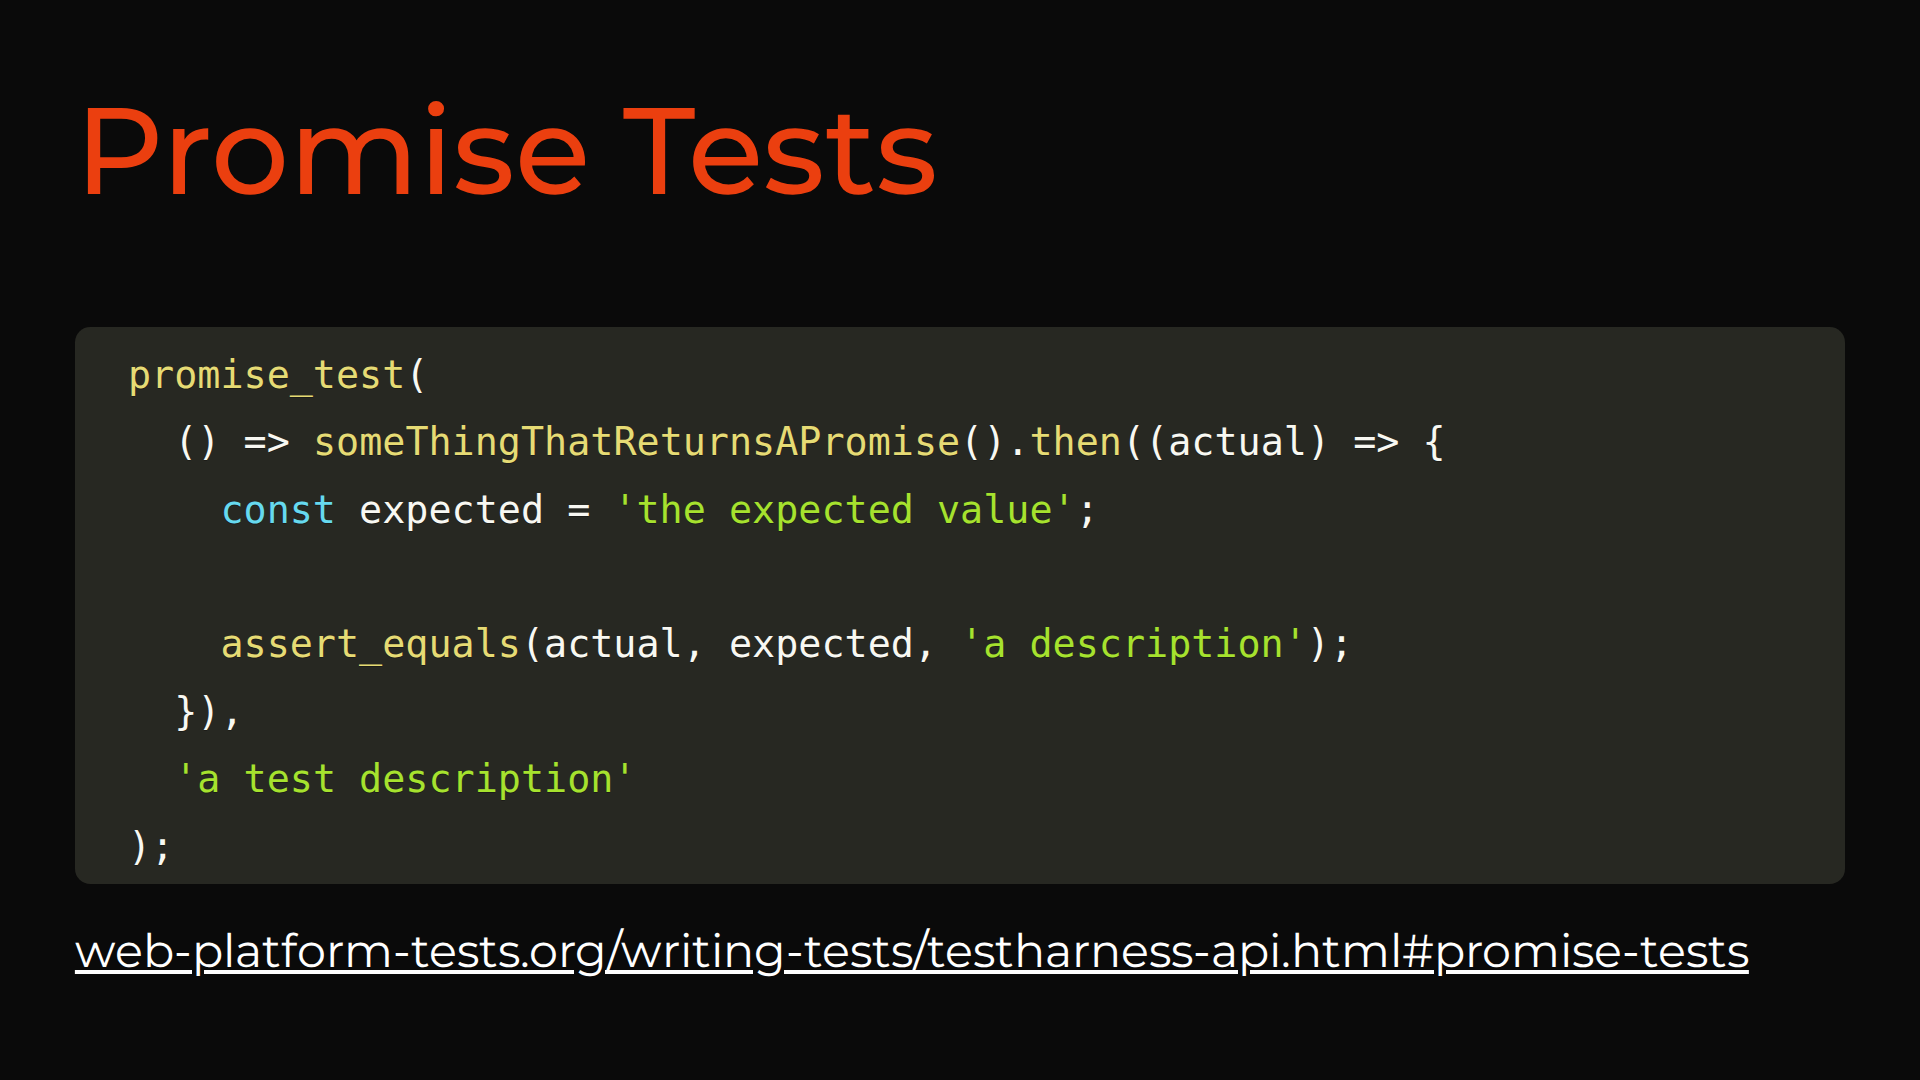 Promise Tests
promise_test(
  () => someThingThatReturnsAPromise().then((actual) => {
    const expected = 'the expected value';
    assert_equals(actual, expected, 'a description');
  }),
  'a test description'
);
web-platform-tests.org/writing-tests/testharness-api.html#promise-tests